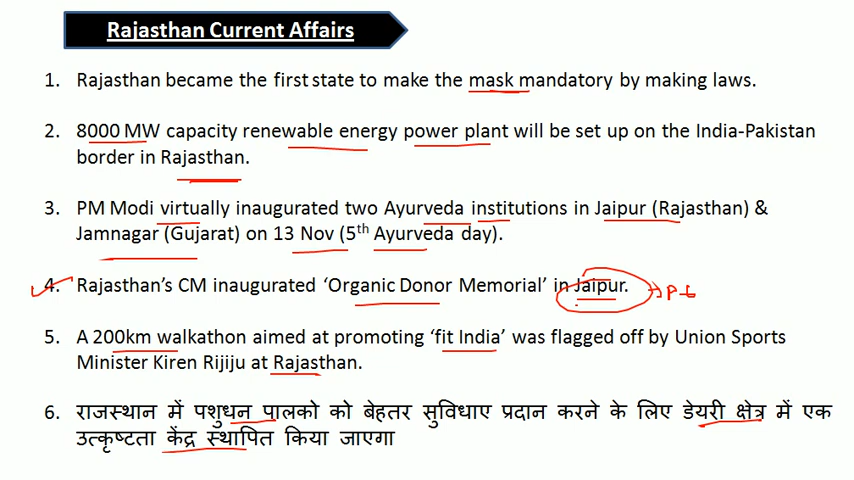 Rajasthan Current Affairs
1. Rajasthan became the first state to make the mask mandatory by making laws.
2. 8000 MW capacity renewable energy power plant will be set up on the India-Pakistan
border in Rajasthan.
3. PM Modi virtually inaugurated two Ayurveda institutions in Jaipur (Rajasthan) &
Jamnagar (Gujarat) on 13 Nov (5th Ayurveda day).
4. Rajasthan's CM inaugurated ‘Organic Donor Memorial’ in Jaipur.
5. A 200km walkathon aimed at promoting ‘fit India’ was flagged off by Union Sports
Minister Kiren Rijiju at Rajasthan.
6. राजस्थान में पशुधन पालको को बेहतर सुविधाए प्रदान करने के लिए डेयरी क्षेत्र में एक
उत्कृष्टता केंद्र स्थापित किया जाएगा